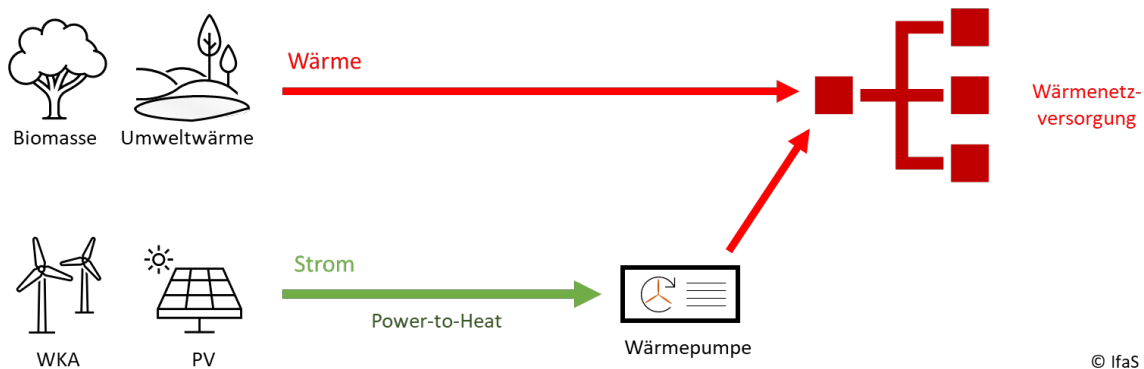 Wärme
Wärmenetz-
versorgung
Biomasse
Umweltwärme
Strom
Power-to-Heat
Wärmepumpe
WKA
PV
© IfaS